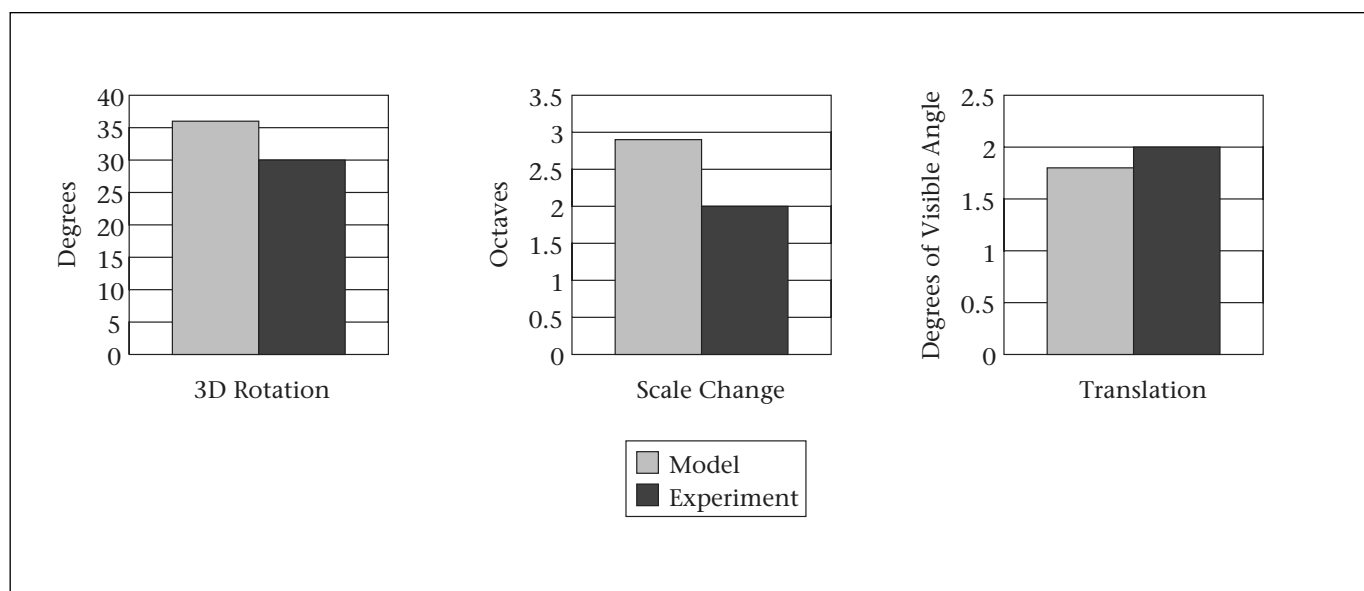 40
35
30
25
20
15
10
5
0
Degrees
3D Rotation
3.5
3
2.5
2
1.5
1
0.5
0
Octaves
Scale Change
2.5
2
1.5
1
0.5
0
Degrees of Visible Angle
Translation
Model
Experiment